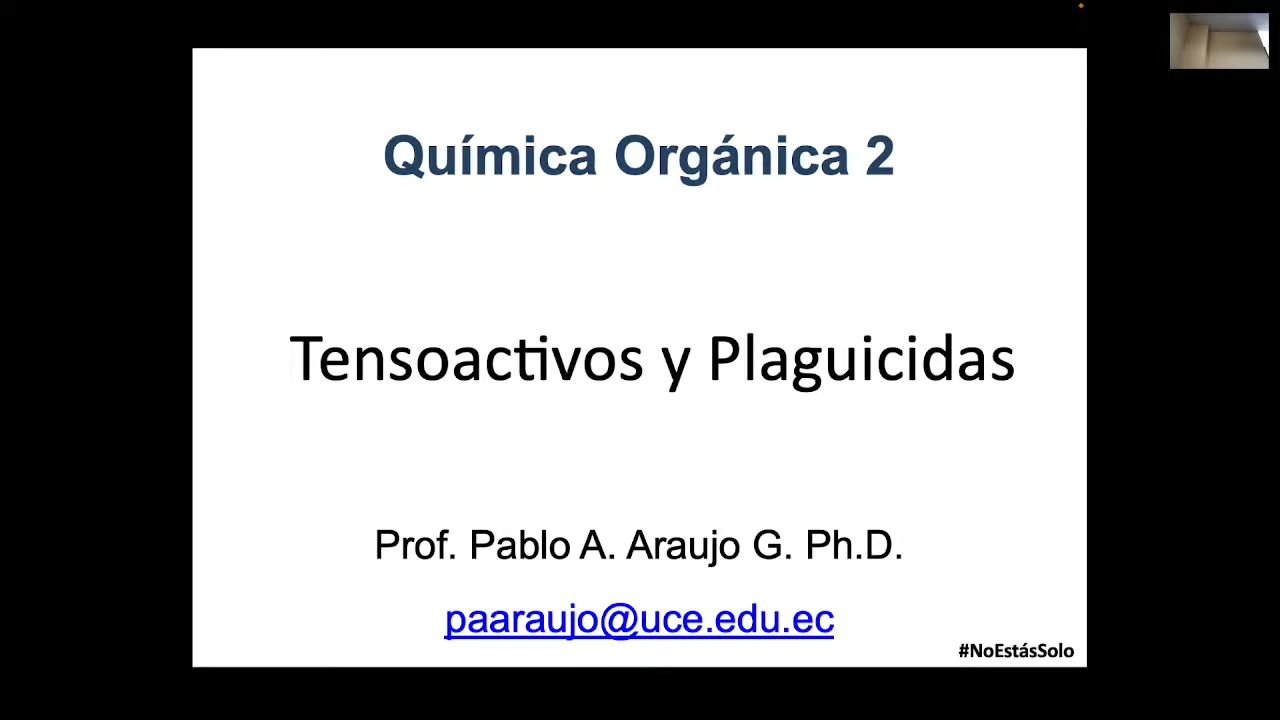 Química Orgánica 2
Tensoactivos y Plaguicidas
Prof. Pablo A. Araujo G. Ph.D.
paaraujo@uce.edu.ec
#NoEstásSolo